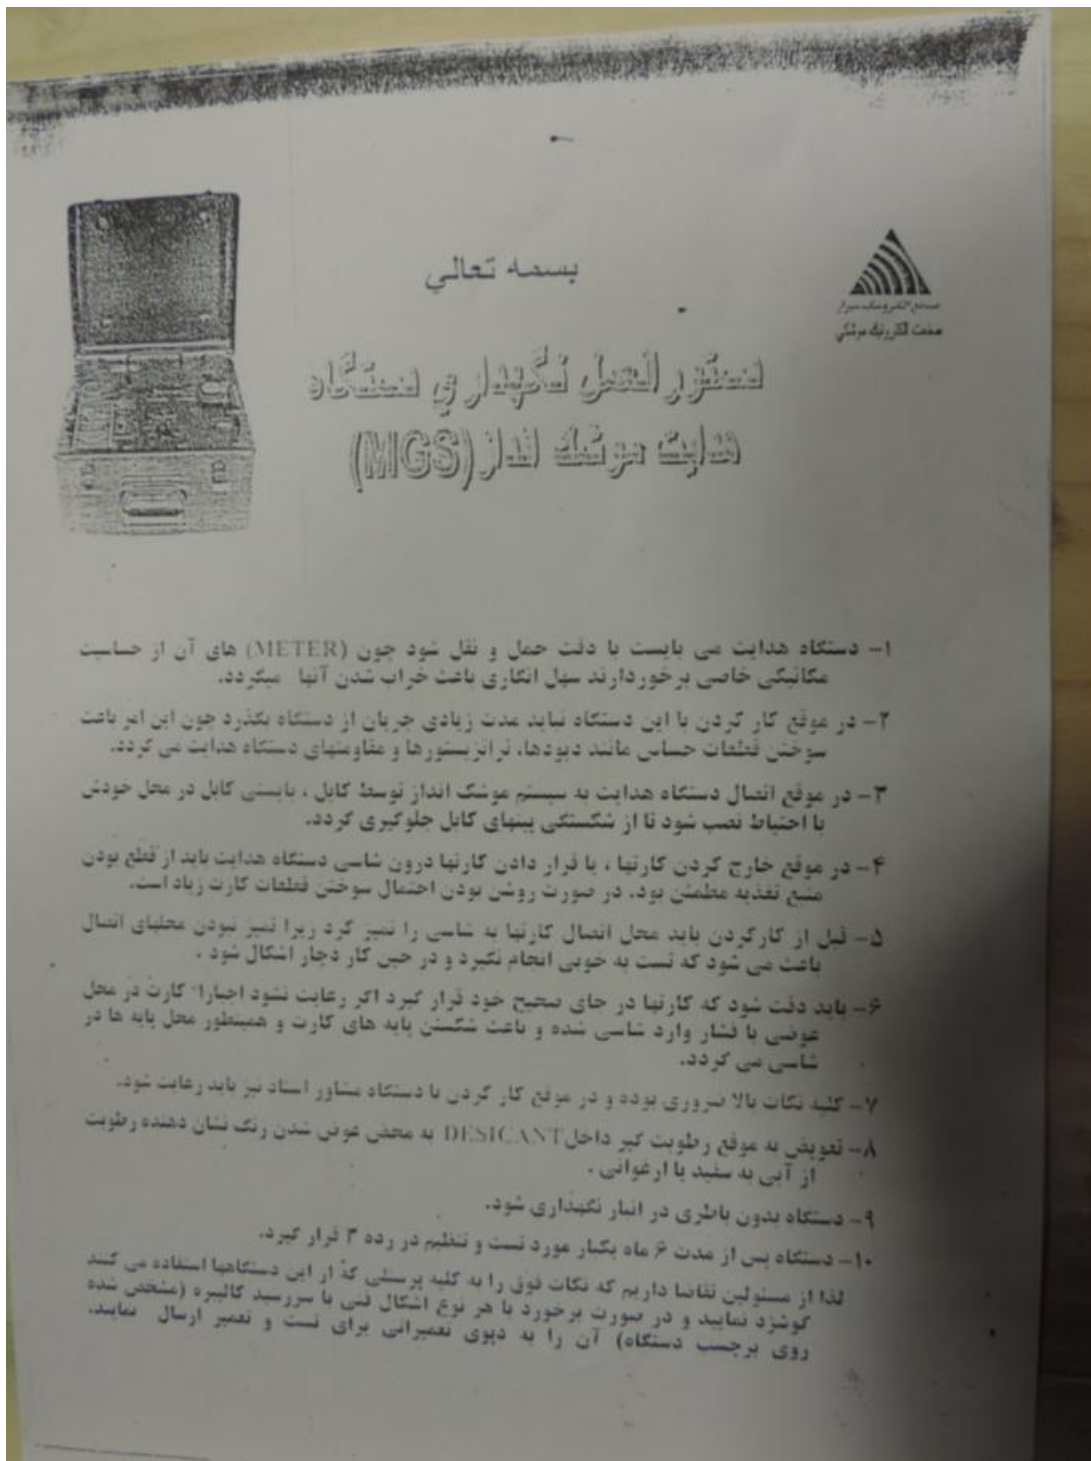 بسمه تعالي
صنایع الکترونیک شیراز
صنعت الکترونیک موشکي
دستور العمل نگهداري دستگاه
هدايت موشک انداز (MGS)
۱- دستگاه هدایت می بایست با دقت حمل و نقل شود چون (METER) های آن از حساسیت
مکانیکی خاصی برخوردارند سهل انگاری باعث خراب شدن آنها میگردد.
۲- در موقع کار کردن با این دستگاه نباید مدت زیادی جریان از دستگاه بگذرد چون این امر باعث
سوختن قطعات حساس مانند دیودها، ترانزیستورها و مقاومتهای دستگاه هدایت می گردد.
۳- در موقع اتصال دستگاه هدایت به سیستم موشک انداز توسط کابل ، بایستی کابل در محل خودش
با احتیاط نصب شود تا از شکستگی پینهای کابل جلوگیری گردد.
۴- در موقع خارج کردن کارتها ، یا قرار دادن کارتها درون شاسی دستگاه هدایت باید از قطع بودن
منبع تغذیه مطمئن بود. در صورت روشن بودن احتمال سوختن قطعات کارت زیاد است.
۵- قبل از کارکردن باید محل اتصال کارتها به شاسی را تمیز کرد زیرا تمیز نبودن محلهای اتصال
باعث می شود که تست به خوبی انجام نگیرد و در حین کار دچار اشکال شود .
۶- باید دقت شود که کارتها در جای صحیح خود قرار گیرد اگر رعایت نشود اجباراً کارت در محل
عوضی با فشار وارد شاسی شده و باعث شکستن پایه های کارت و همینطور محل پایه ها در
شاسی می گردد.
۷- کلیه نکات بالا ضروری بوده و در موقع کار کردن با دستگاه مشاور استاد نیز باید رعایت شود.
۸- تعویض به موقع رطوبت گیر داخل DESICANT به محض عوض شدن رنگ نشان دهنده رطوبت
از آبی به سفید یا ارغوانی .
۹- دستگاه بدون باطری در انبار نگهداری شود.
۱۰- دستگاه پس از مدت ۶ ماه یکبار مورد تست و تنظیم در رده ۳ قرار گیرد.
لذا از مسئولین تقاضا داریم که نکات فوق را به کلیه پرسنلی که از این دستگاهها استفاده می کنند
گوشزد نمایید و در صورت برخورد با هر نوع اشکال فنی یا سررسید کالیبره (مشخص شده
روی برچسب دستگاه) آن را به دپوی تعمیراتی برای تست و تعمیر ارسال نمایید.